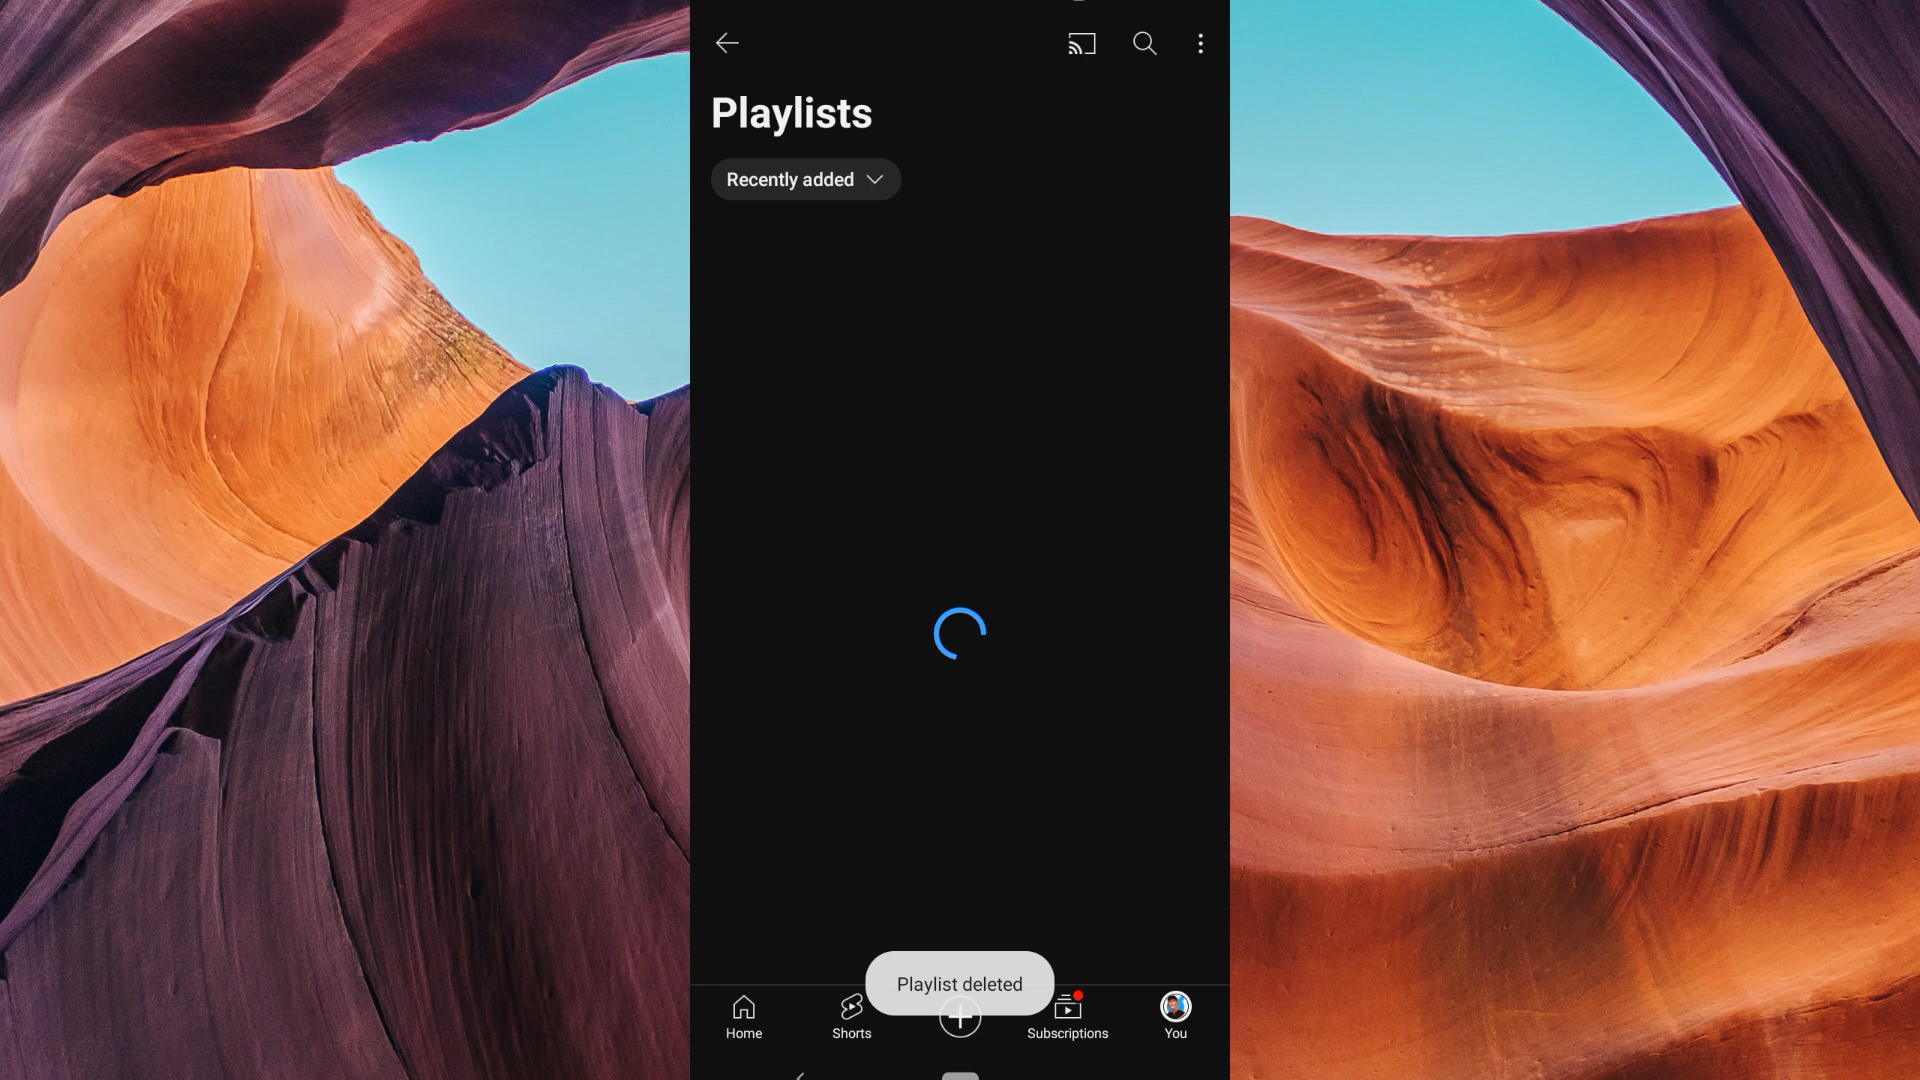 Playlists
Recently added
Playlist deleted
Home
Shorts
Subscriptions
You